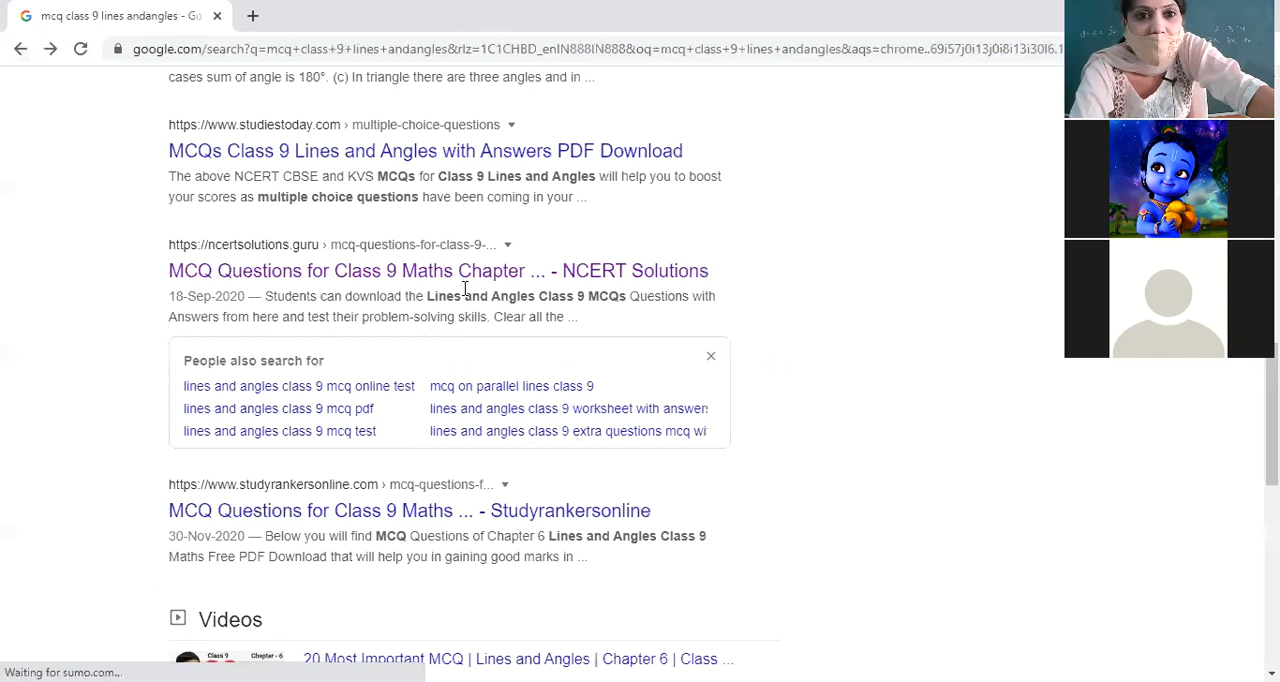 mcq class 9 lines andangles - Go
google.com/search?q=mcq+class+9+lines+andangles&rlz=1C1CHBD_enIN888IN888&oq=mcq+class+9+lines+andangles&aqs=chrome..69i57j0i13j0i8i13i30l6.1
cases sum of angle is 180°. (c) In triangle there are three angles and in ...
https://www.studiestoday.com › multiple-choice-questions
MCQs Class 9 Lines and Angles with Answers PDF Download
The above NCERT CBSE and KVS MCQs for Class 9 Lines and Angles will help you to boost
your scores as multiple choice questions have been coming in your ...
https://ncertsolutions.guru › mcq-questions-for-class-9-...
MCQ Questions for Class 9 Maths Chapter ... - NCERT Solutions
18-Sep-2020 — Students can download the Lines and Angles Class 9 MCQs Questions with
Answers from here and test their problem-solving skills. Clear all the ...
People also search for
lines and angles class 9 mcq online test
mcq on parallel lines class 9
lines and angles class 9 mcq pdf
lines and angles class 9 worksheet with answers
lines and angles class 9 mcq test
lines and angles class 9 extra questions mcq wi
https://www.studyrankersonline.com › mcq-questions-f...
MCQ Questions for Class 9 Maths ... - Studyrankersonline
30-Nov-2020 — Below you will find MCQ Questions of Chapter 6 Lines and Angles Class 9
Maths Free PDF Download that will help you in gaining good marks in ...
Videos
Class 9
Chapter - 6
20 Most Important MCQ | Lines and Angles | Chapter 6 | Class ...
Waiting for sumo.com...